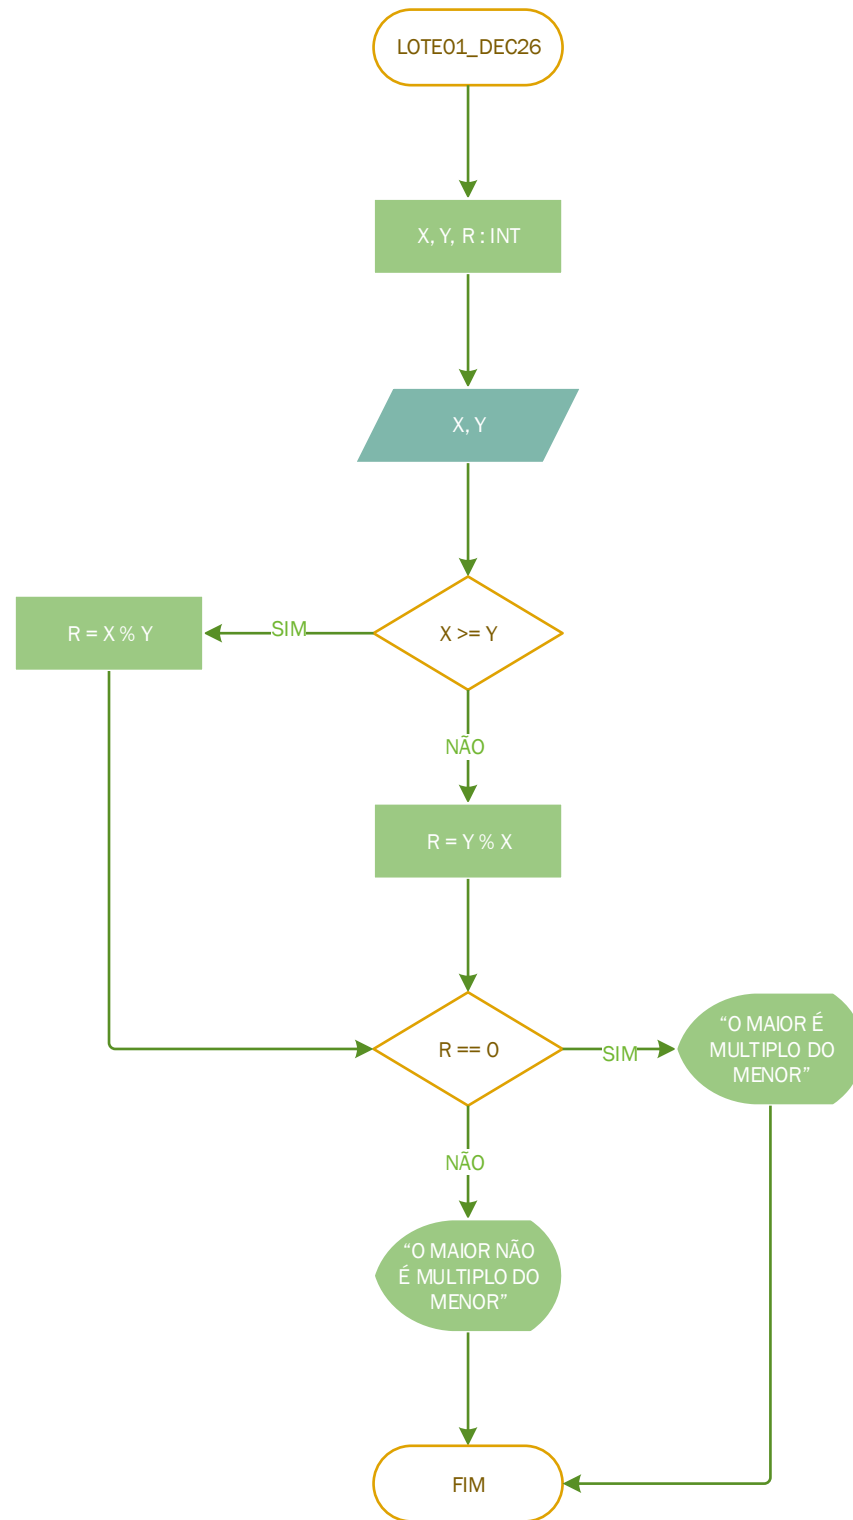 LOTE01_DEC26
X, Y, R : INT
X, Y
X >= Y
SIM
R = X % Y
NÃO
R = Y % X
R == 0
SIM
“O MAIOR É
MULTIPLO DO
MENOR”
NÃO
“O MAIOR NÃO
É MULTIPLO DO
MENOR”
FIM